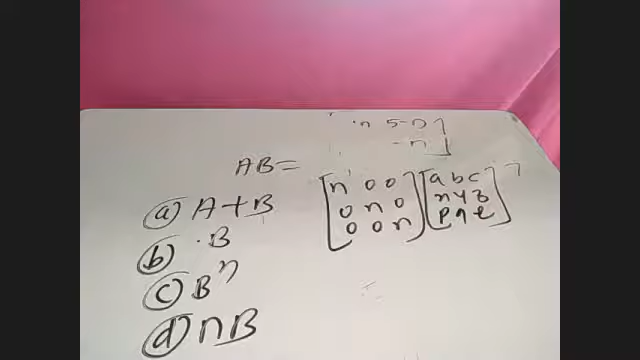 AB=
[n 0 0] [a b c]
[0 n 0] [x y z]
[0 0 n] [p q r]
(a) A+B
(b) B
(c) Bⁿ
(d) nB